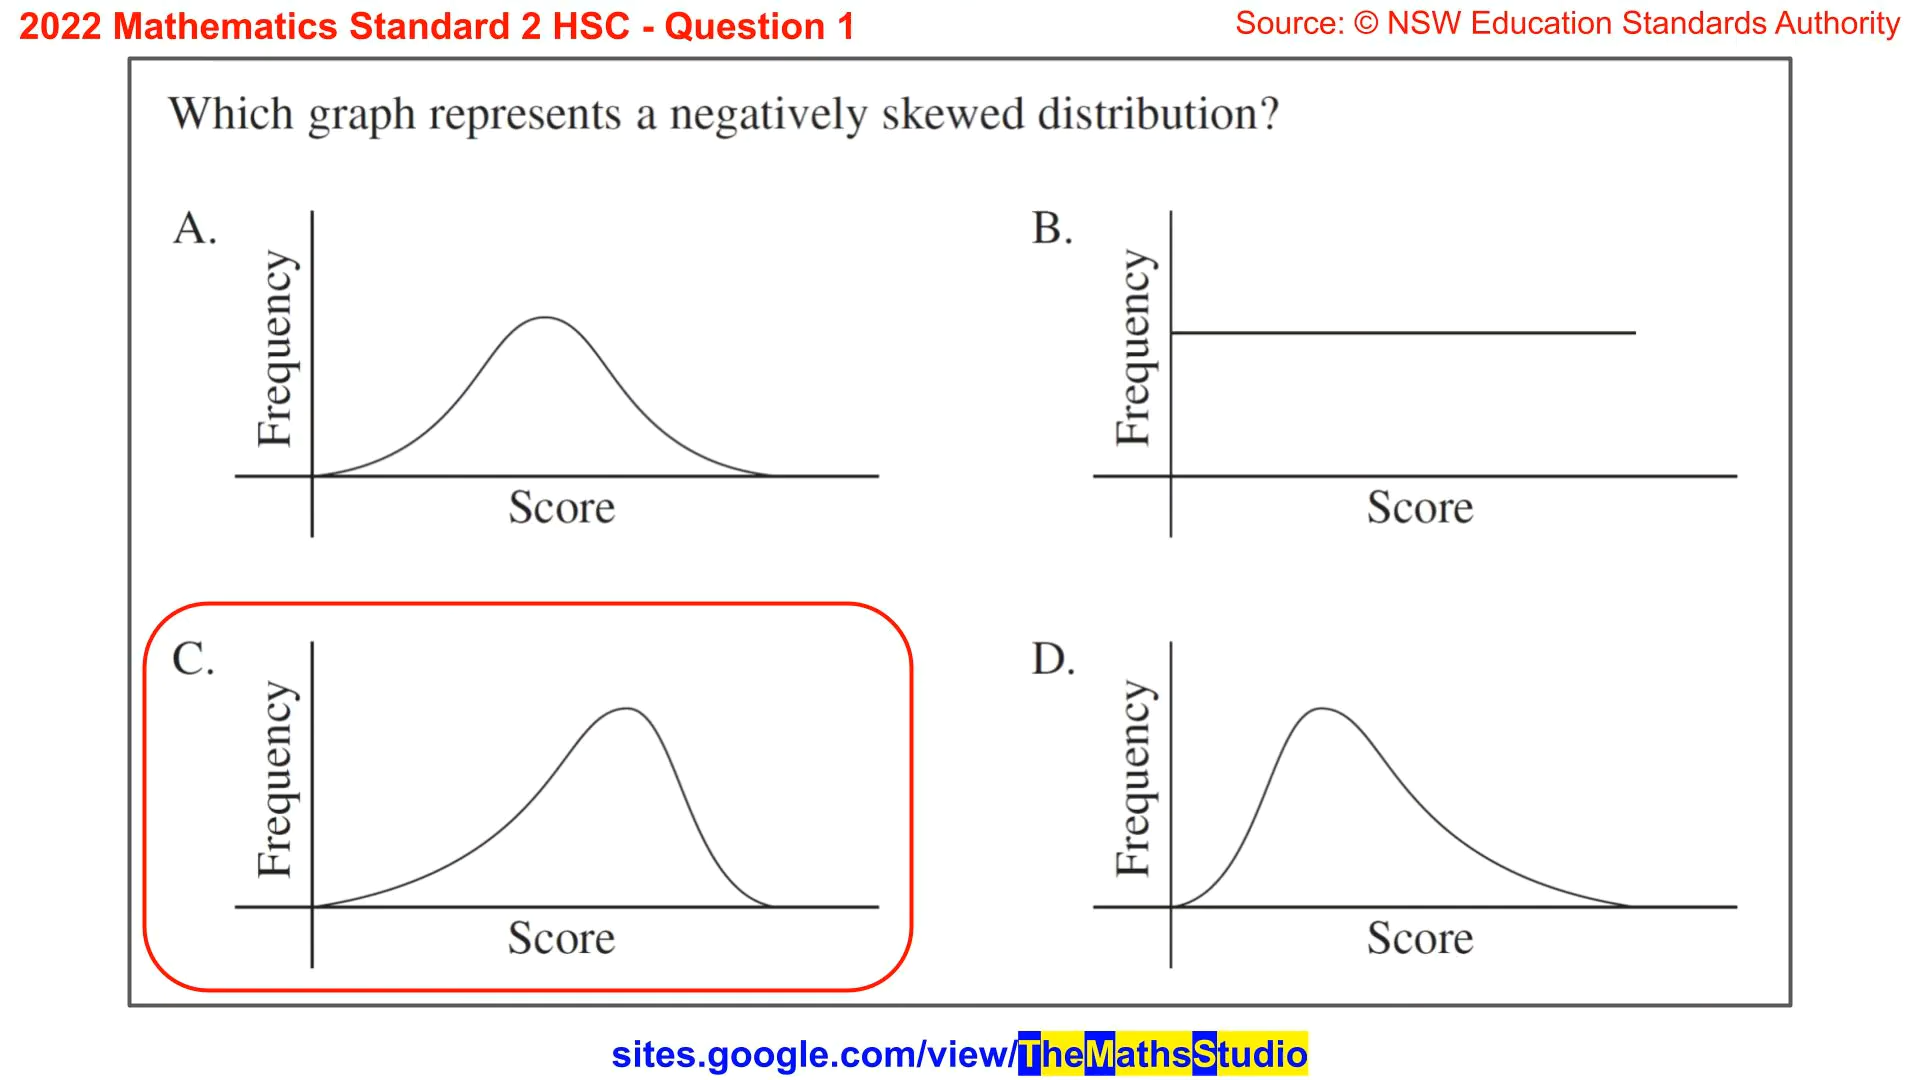 2022 Mathematics Standard 2 HSC - Question 1
Source: © NSW Education Standards Authority
Which graph represents a negatively skewed distribution?
A.
Frequency
Score
B.
Frequency
Score
C.
Frequency
Score
D.
Frequency
Score
sites.google.com/view/TheMathsStudio